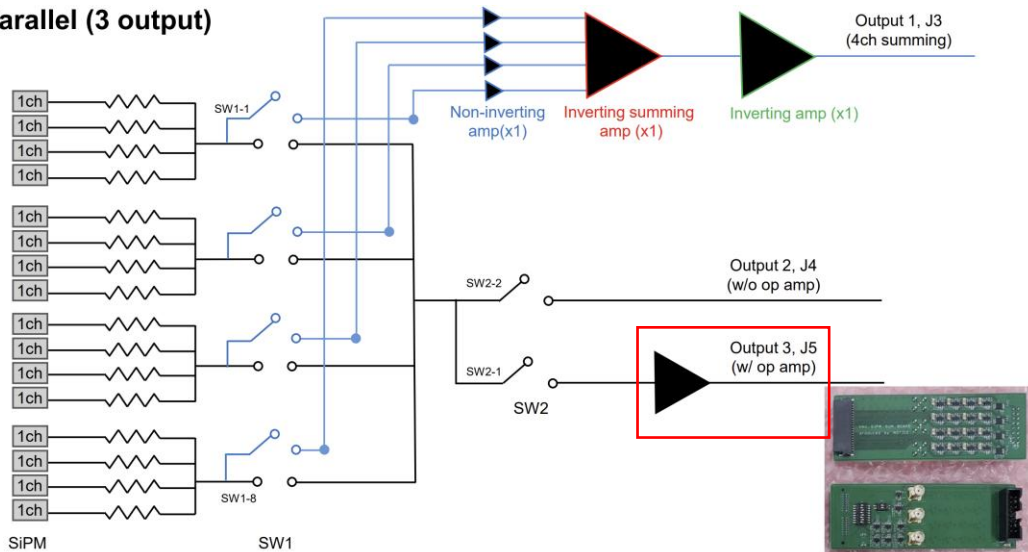 arallel (3 output)
Output 1, J3
(4ch summing)
Non-inverting
amp(x1)
Inverting summing
amp (x1)
Inverting amp (x1)
1ch
1ch
1ch
1ch
SW1-1
1ch
1ch
1ch
1ch
SW2-2
Output 2, J4
(w/o op amp)
1ch
1ch
1ch
1ch
SW2-1
Output 3, J5
(w/ op amp)
SW2
1ch
1ch
1ch
1ch
SW1-8
SiPM
SW1